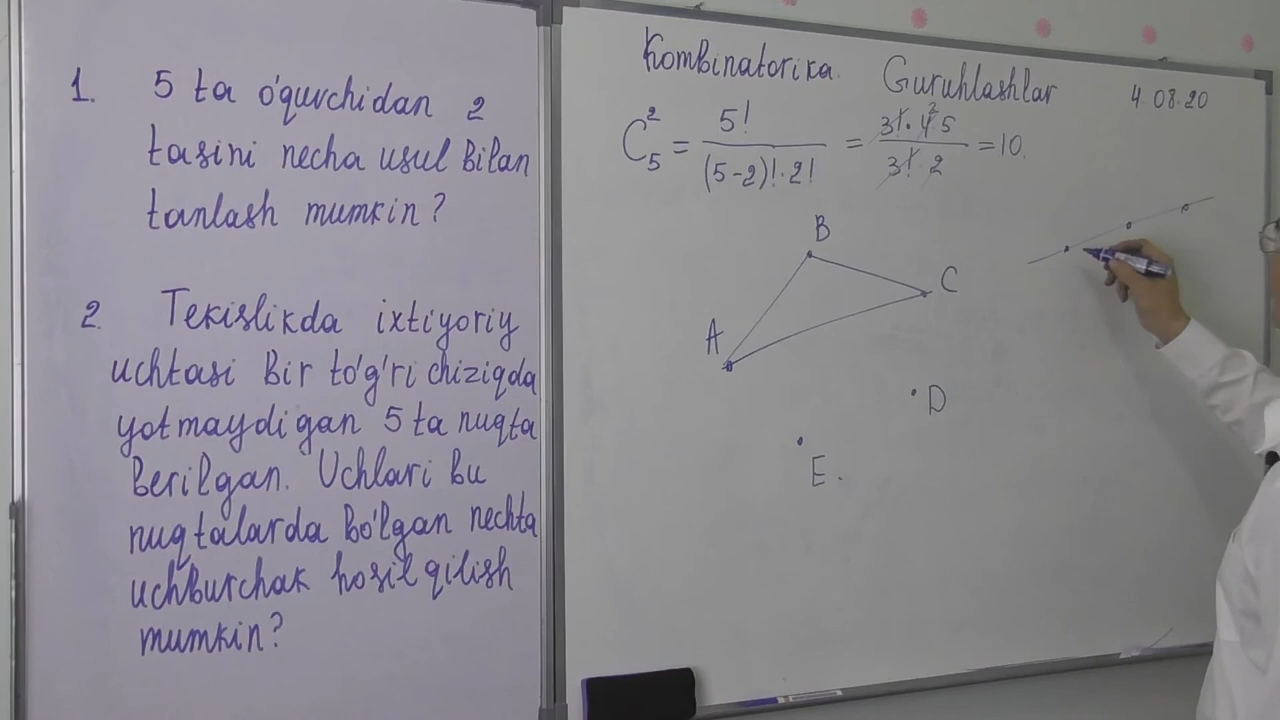 1. 5 ta o'quvchidan 2
tasini necha usul bilan
tanlash mumkin?
2. Tekislikda ixtiyoriy
uchtasi bir to'g'ri chiziqda
yotmaydigan 5 ta nuqta
berilgan. Uchlari bu
nuqtalarda bo'lgan nechta
uchburchak hosil qilish
mumkin?
Kombinatorika. Guruhlashlar 4.08.20
C₅² = 5!/((5-2)!·2!) = (3!·4²·5)/(3!·2) = 10.
B
C
A
D
E.